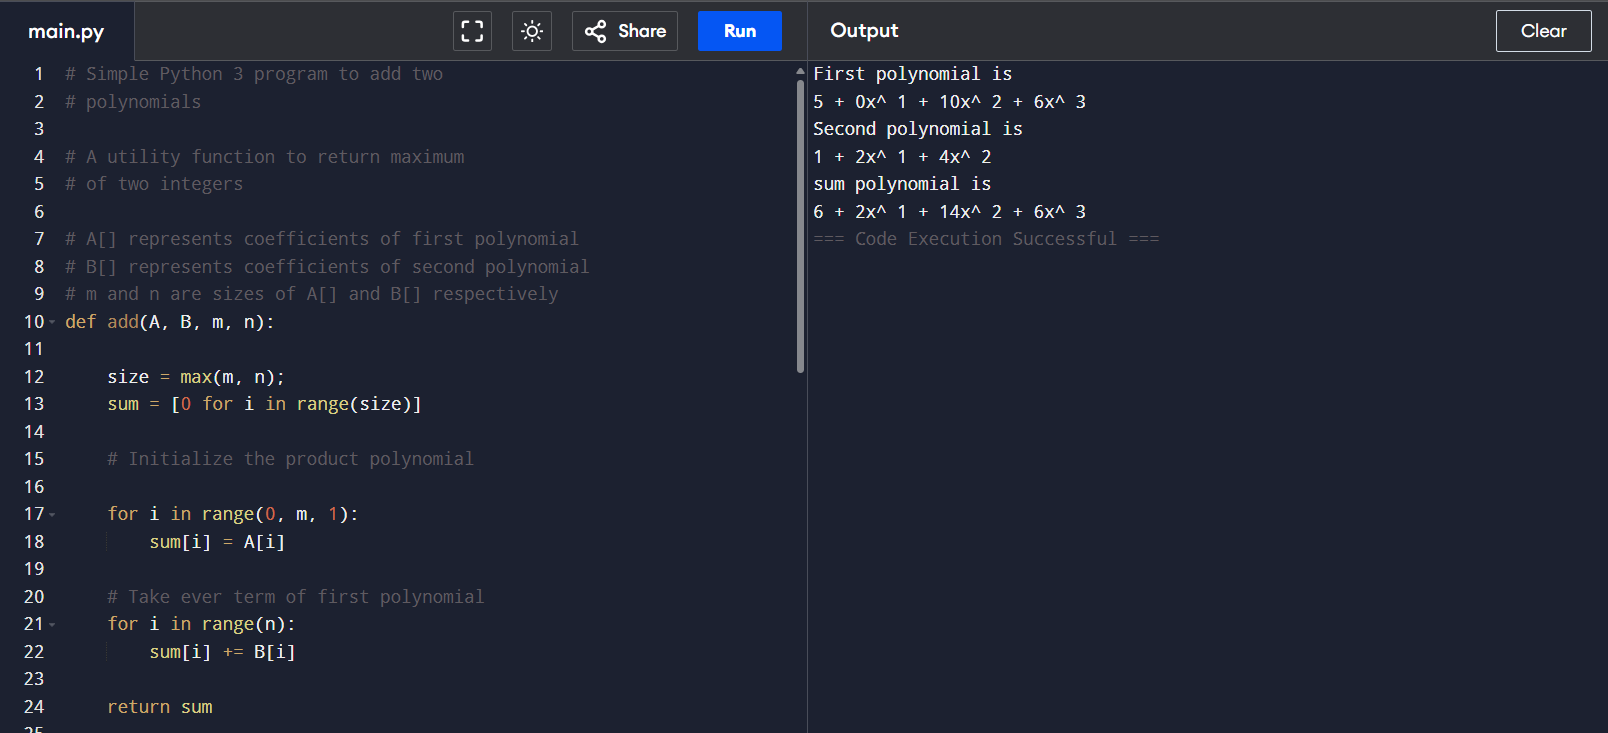 main.py
Share
Run
Output
Clear
1 # Simple Python 3 program to add two
2 # polynomials
3
4 # A utility function to return maximum
5 # of two integers
6
7 # A[] represents coefficients of first polynomial
8 # B[] represents coefficients of second polynomial
9 # m and n are sizes of A[] and B[] respectively
10 def add(A, B, m, n):
11
12 size = max(m, n);
13 sum = [0 for i in range(size)]
14
15 # Initialize the product polynomial
16
17 for i in range(0, m, 1):
18 sum[i] = A[i]
19
20 # Take ever term of first polynomial
21 for i in range(n):
22 sum[i] += B[i]
23
24 return sum
25
First polynomial is
5 + 0x^ 1 + 10x^ 2 + 6x^ 3
Second polynomial is
1 + 2x^ 1 + 4x^ 2
sum polynomial is
6 + 2x^ 1 + 14x^ 2 + 6x^ 3
=== Code Execution Successful ===